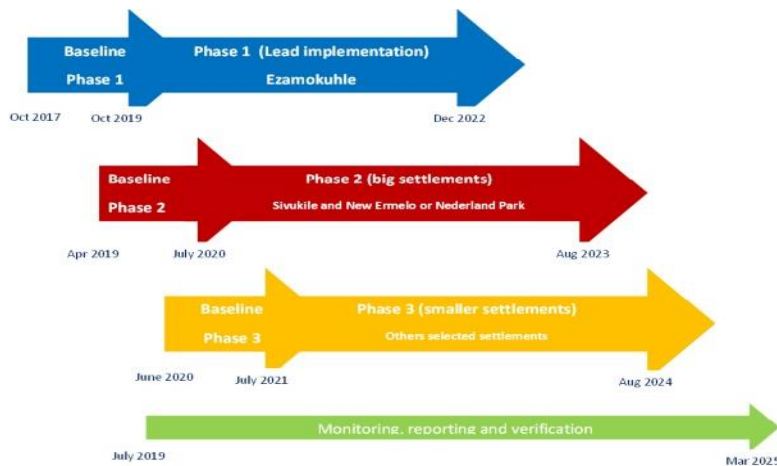 Baseline
Phase 1
Phase 1 (Lead implementation)
Ezamokuhle
Oct 2017
Oct 2019
Dec 2022
Baseline
Phase 2
Phase 2 (big settlements)
Sivukile and New Ermelo or Nederland Park
Apr 2019
July 2020
Aug 2023
Baseline
Phase 3
Phase 3 (smaller settlements)
Others selected settlements
June 2020
July 2021
Aug 2024
Monitoring, reporting and verification
July 2019
Mar 2025